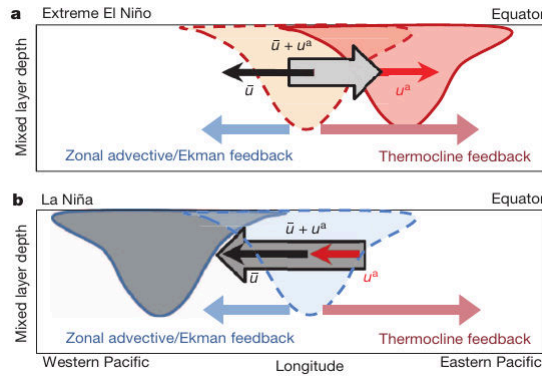 a Extreme El Niño Equator
Mixed layer depth
ū + uᵃ
ū
uᵃ
Zonal advective/Ekman feedback Thermocline feedback
b La Niña Equator
Mixed layer depth
ū + uᵃ
ū
uᵃ
Zonal advective/Ekman feedback Thermocline feedback
Western Pacific Longitude Eastern Pacific